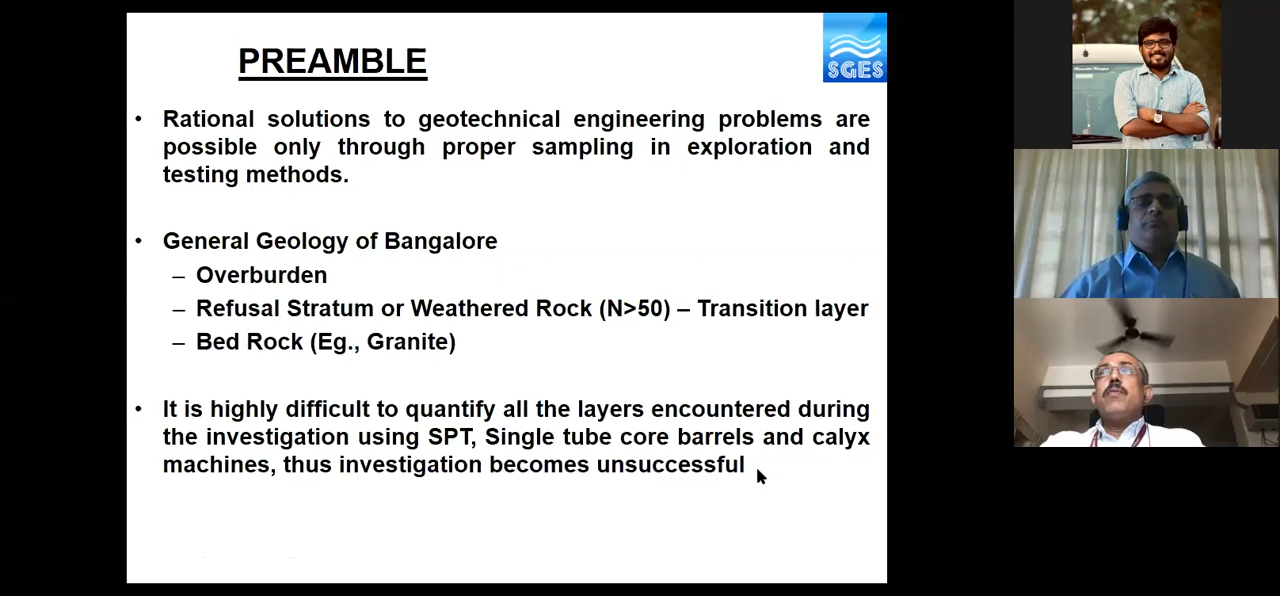 PREAMBLE
SGES
• Rational solutions to geotechnical engineering problems are
possible only through proper sampling in exploration and
testing methods.
• General Geology of Bangalore
– Overburden
– Refusal Stratum or Weathered Rock (N>50) – Transition layer
– Bed Rock (Eg., Granite)
• It is highly difficult to quantify all the layers encountered during
the investigation using SPT, Single tube core barrels and calyx
machines, thus investigation becomes unsuccessful